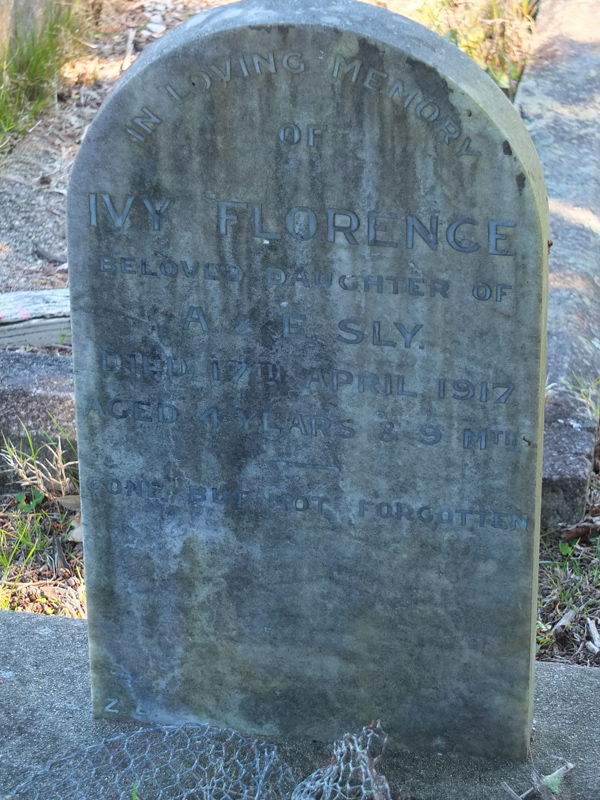 IN LOVING MEMORY
OF
IVY FLORENCE
BELOVED DAUGHTER OF
A. & E. SLY.
DIED 17TH APRIL 1917
AGED 4 YEARS & 9 MTH
GONE BUT NOT FORGOTTEN
Z